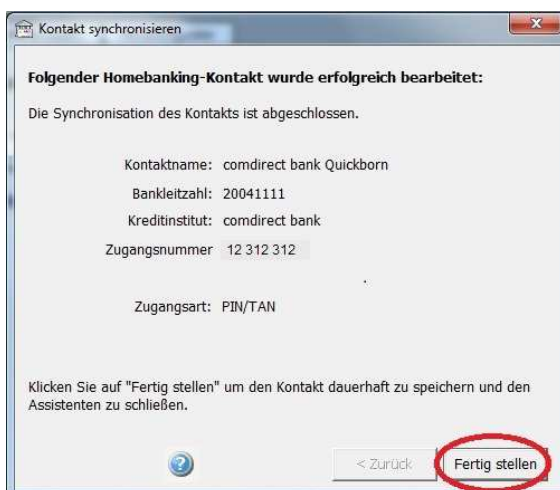 Kontakt synchronisieren
Folgender Homebanking-Kontakt wurde erfolgreich bearbeitet:
Die Synchronisation des Kontakts ist abgeschlossen.
Kontaktname: comdirect bank Quickborn
Bankleitzahl: 20041111
Kreditinstitut: comdirect bank
Zugangsnummer 12 312 312
.
Zugangsart: PIN/TAN
Klicken Sie auf "Fertig stellen" um den Kontakt dauerhaft zu speichern und den
Assistenten zu schließen.
? < Zurück Fertig stellen